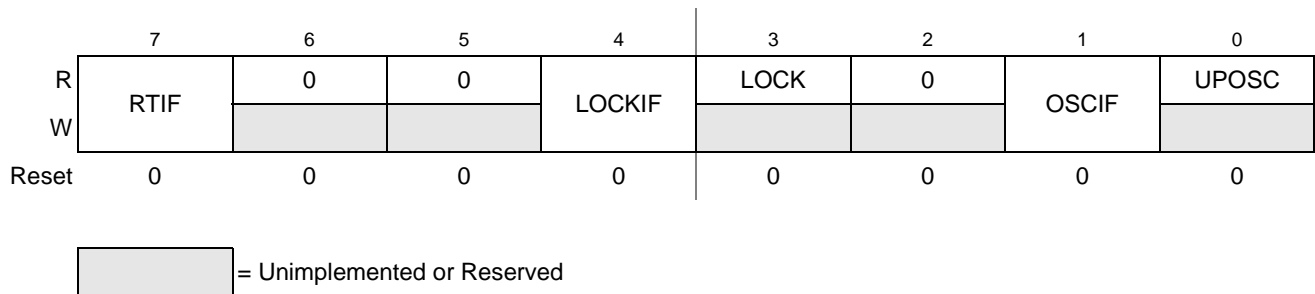 7 6 5 4 3 2 1 0
R RTIF 0 0 LOCKIF LOCK 0 OSCIF UPOSC
W
Reset 0 0 0 0 0 0 0 0
= Unimplemented or Reserved